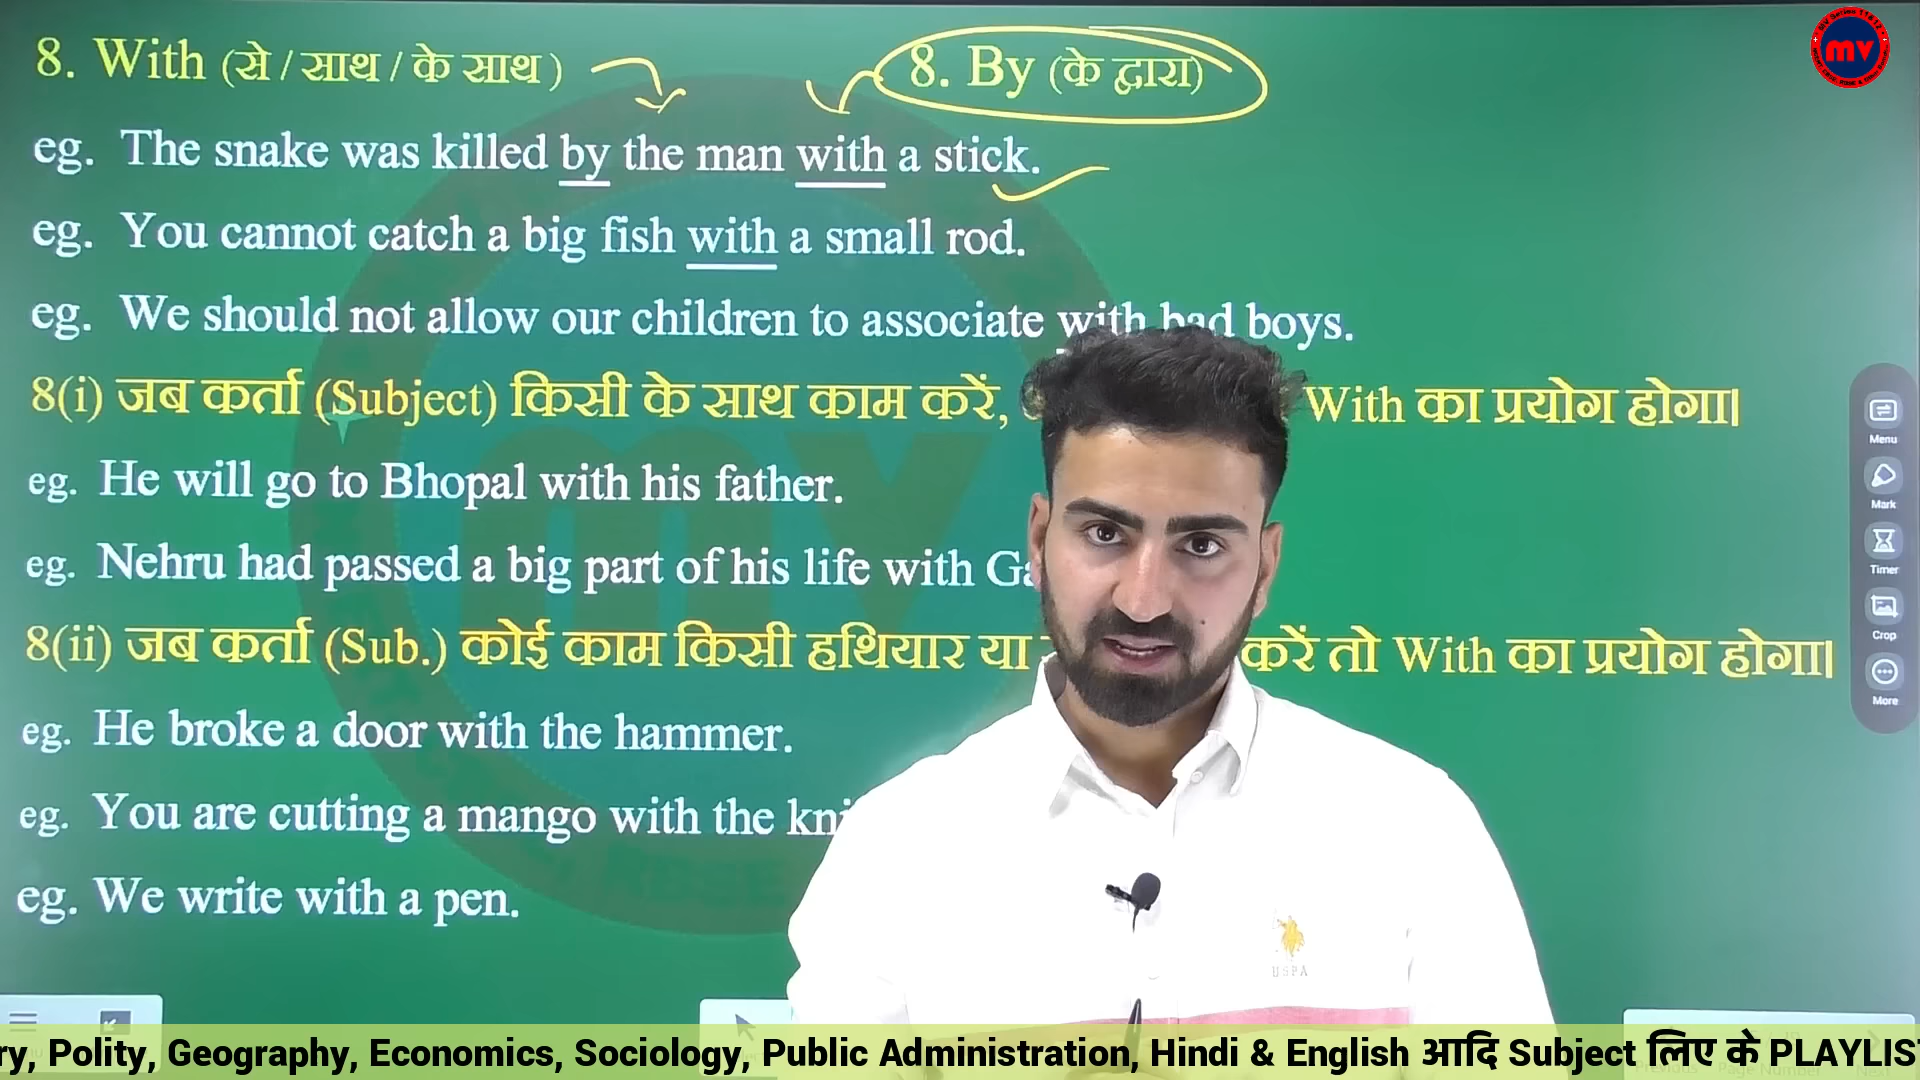 8. With (से / साथ / के साथ )
8. By (के द्वारा)
eg. The snake was killed by the man with a stick.
eg. You cannot catch a big fish with a small rod.
eg. We should not allow our children to associate with bad boys.
8(i) जब कर्ता (Subject) किसी के साथ काम करें, With का प्रयोग होगा।
eg. He will go to Bhopal with his father.
eg. Nehru had passed a big part of his life with
8(ii) जब कर्ता (Sub.) कोई काम किसी हथियार या करें तो With का प्रयोग होगा।
eg. He broke a door with the hammer.
eg. You are cutting a mango with the
eg. We write with a pen.
mv
Menu
Mark
Timer
Crop
More
USPA
Polity, Geography, Economics, Sociology, Public Administration, Hindi & English आदि Subject लिए के